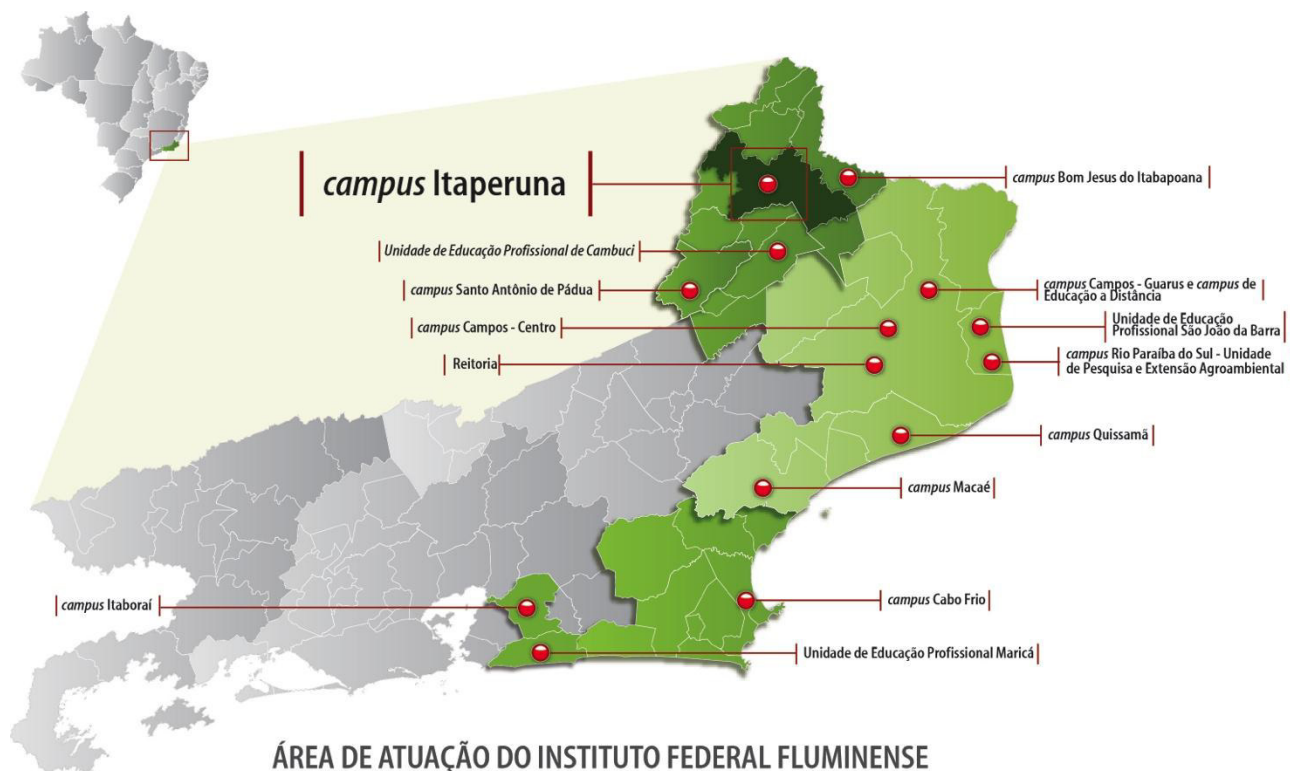 campus Itaperuna
campus Bom Jesus do Itabapoana
Unidade de Educação Profissional de Cambuci
campus Santo Antônio de Pádua
campus Campos - Guarus e campus de
Educação a Distância
campus Campos - Centro
Unidade de Educação
Profissional São João da Barra
Reitoria
campus Rio Paraíba do Sul - Unidade
de Pesquisa e Extensão Agroambiental
campus Quissamã
campus Macaé
campus Itaboraí
campus Cabo Frio
Unidade de Educação Profissional Maricá
ÁREA DE ATUAÇÃO DO INSTITUTO FEDERAL FLUMINENSE